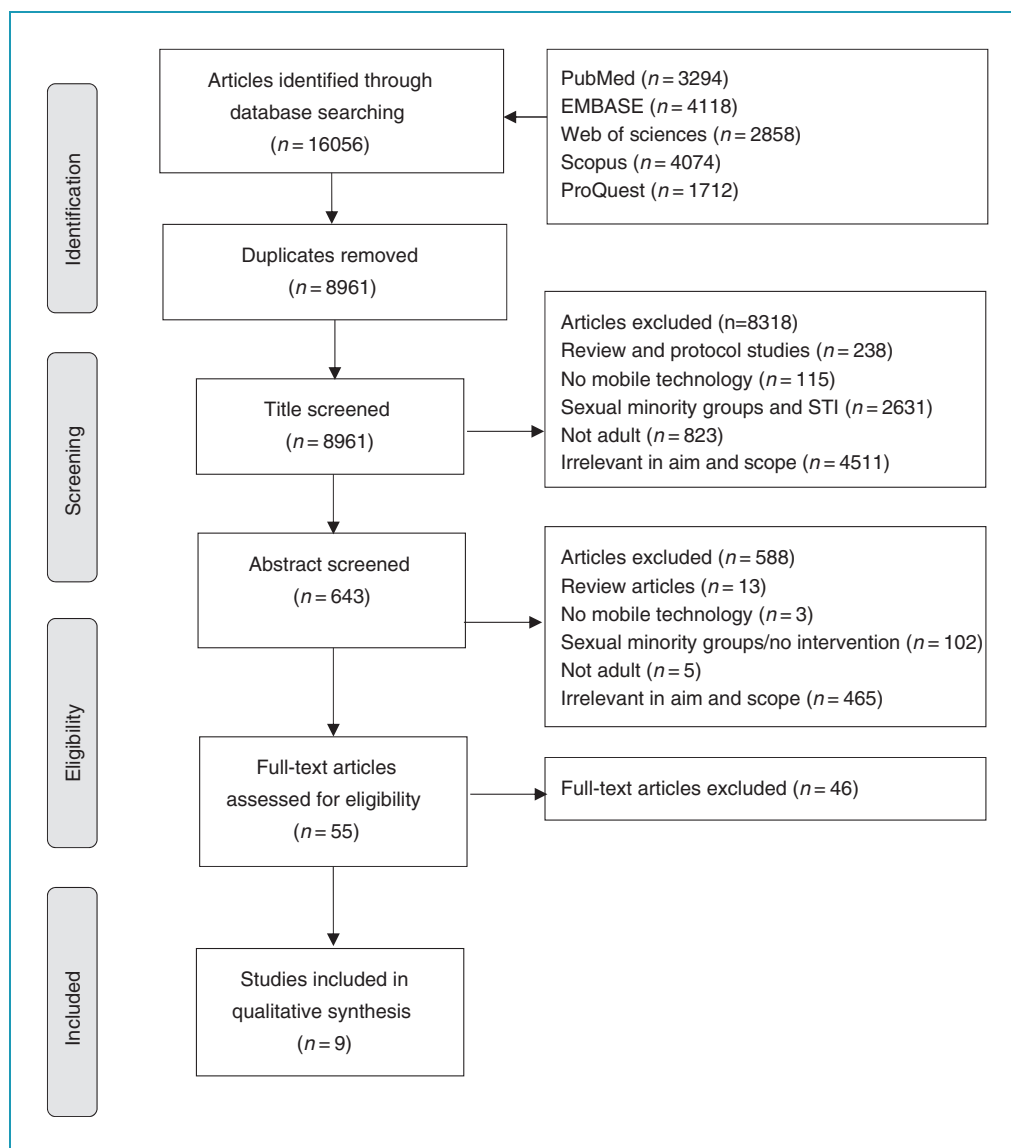 Identification
Articles identified through
database searching
(n = 16056)
PubMed (n = 3294)
EMBASE (n = 4118)
Web of sciences (n = 2858)
Scopus (n = 4074)
ProQuest (n = 1712)
Duplicates removed
(n = 8961)
Screening
Title screened
(n = 8961)
Articles excluded (n=8318)
Review and protocol studies (n = 238)
No mobile technology (n = 115)
Sexual minority groups and STI (n = 2631)
Not adult (n = 823)
Irrelevant in aim and scope (n = 4511)
Abstract screened
(n = 643)
Articles excluded (n = 588)
Review articles (n = 13)
No mobile technology (n = 3)
Sexual minority groups/no intervention (n = 102)
Not adult (n = 5)
Irrelevant in aim and scope (n = 465)
Eligibility
Full-text articles
assessed for eligibility
(n = 55)
Full-text articles excluded (n = 46)
Included
Studies included in
qualitative synthesis
(n = 9)